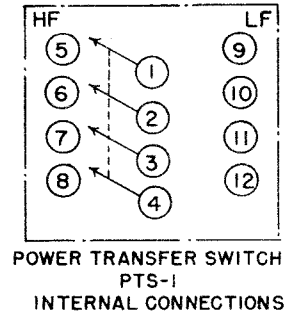 HF LF
5 9
1
6 10
2
7 11
3
8 12
4
POWER TRANSFER SWITCH
PTS-1
INTERNAL CONNECTIONS